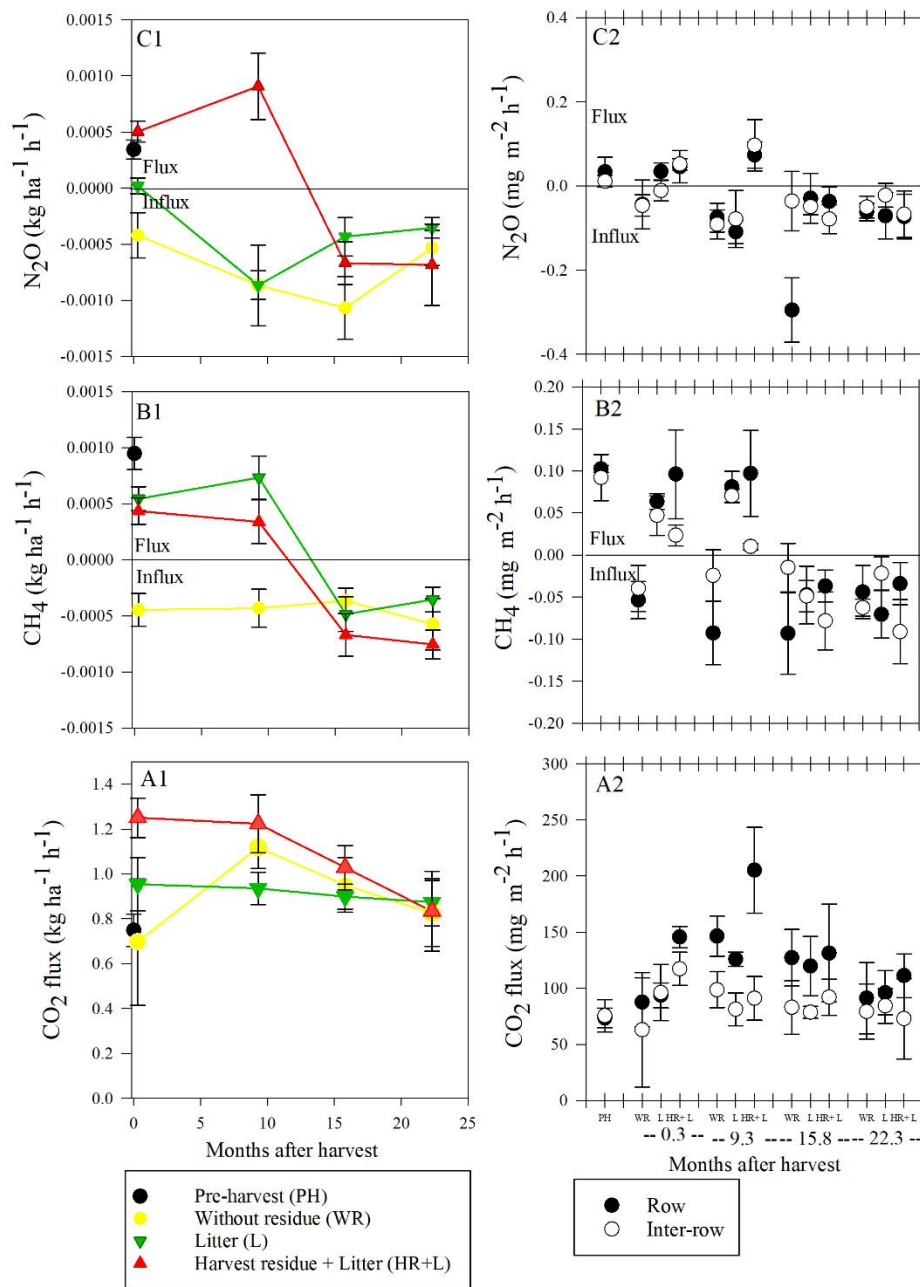 C1
0.0015
0.0010
0.0005
0.0000
-0.0005
-0.0010
-0.0015
N2O (kg ha-1 h-1)
Flux
Influx
C2
0.4
0.2
0.0
-0.2
-0.4
N2O (mg m-2 h-1)
Flux
Influx
B1
0.0015
0.0010
0.0005
0.0000
-0.0005
-0.0010
-0.0015
CH4 (kg ha-1 h-1)
Flux
Influx
B2
0.20
0.15
0.10
0.05
0.00
-0.05
-0.10
-0.15
-0.20
CH4 (mg m-2 h-1)
Flux
Influx
A1
1.4
1.2
1.0
0.8
0.6
0.4
0.2
0.0
CO2 flux (kg ha-1 h-1)
0 5 10 15 20 25
Months after harvest
A2
300
250
200
150
100
50
0
CO2 flux (mg m-2 h-1)
PH WR L HR+ L WR L HR+ L WR L HR+ L WR L HR+ L
-- 0.3 -- -- 9.3 ---- 15.8 ---- 22.3 --
Months after harvest
Pre-harvest (PH)
Without residue (WR)
Litter (L)
Harvest residue + Litter (HR+L)
Row
Inter-row